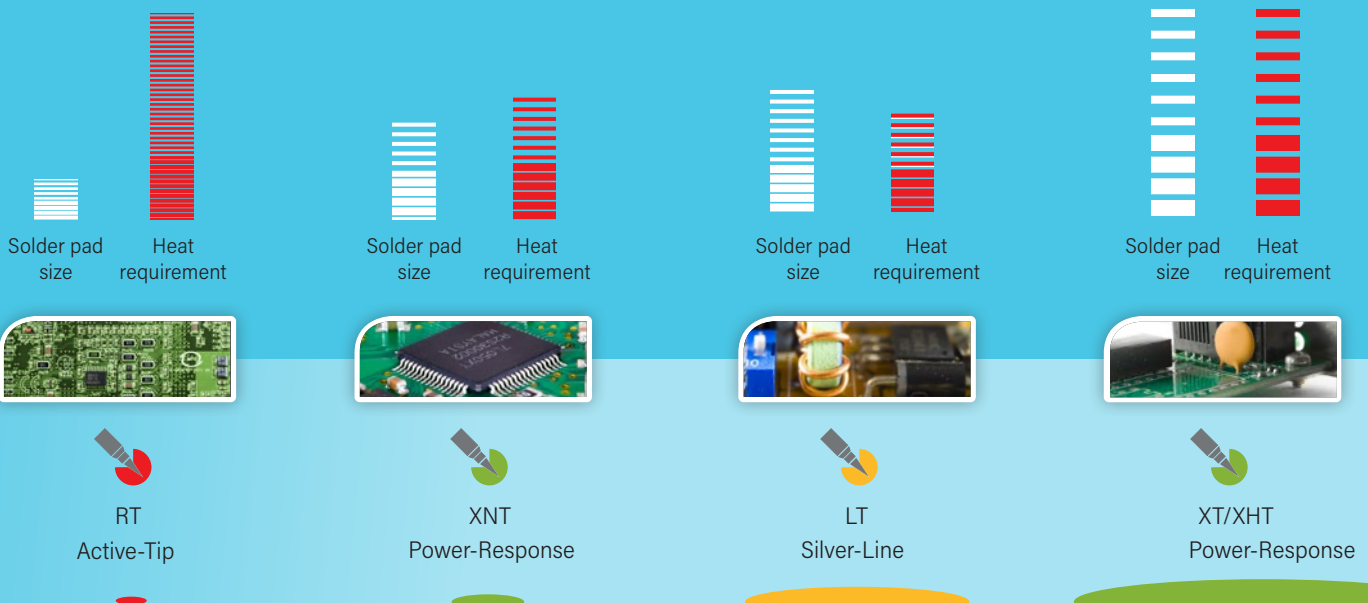 Solder pad
size
Heat
requirement
Solder pad
size
Heat
requirement
Solder pad
size
Heat
requirement
Solder pad
size
Heat
requirement
RT
Active-Tip
XNT
Power-Response
LT
Silver-Line
XT/XHT
Power-Response